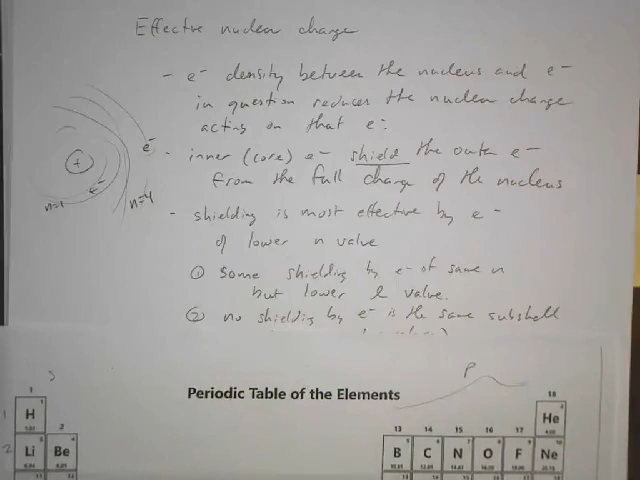 Effective nuclear charge
- e⁻ density between the nucleus and e⁻
in question reduces the nuclear charge
acting on that e⁻.
- inner (core) e⁻ shield the outer e⁻
from the full charge of the nucleus
- shielding is most effective by e⁻
of lower n value
① some shielding by e⁻ of same n
but lower l value.
② no shielding by e⁻ is the same subshell
+
e⁻
e⁻
n=1
n=4
Periodic Table of the Elements
s
P
1
18
1
H
He
2
13 14 15 16 17
2
Li Be
B C N O F Ne